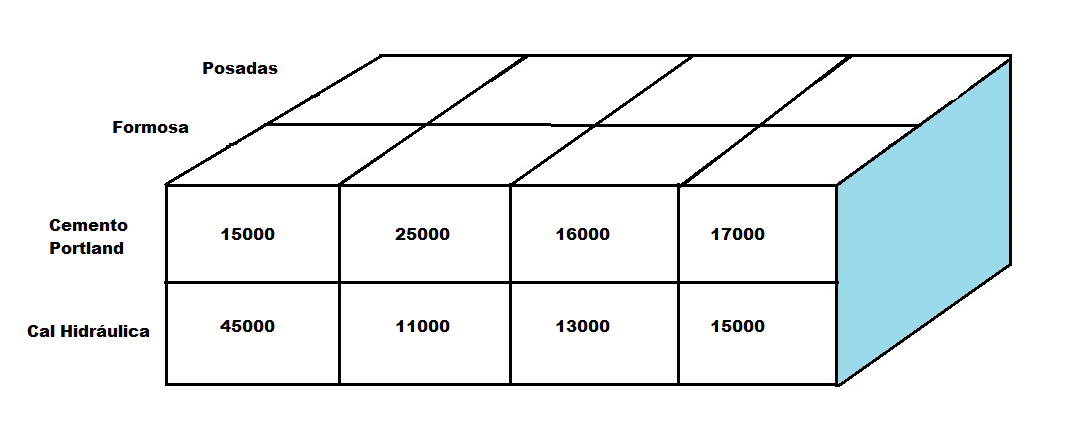 Posadas
Formosa
Cemento
Portland
15000 25000 16000 17000
Cal Hidráulica 45000 11000 13000 15000